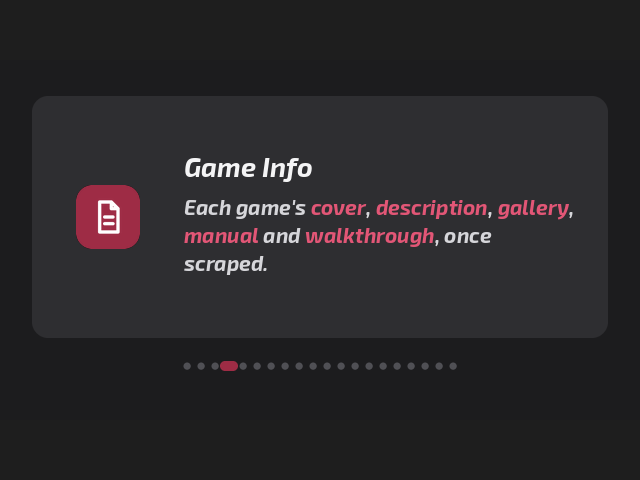 Game Info
Each game's cover, description, gallery,
manual and walkthrough, once
scraped.